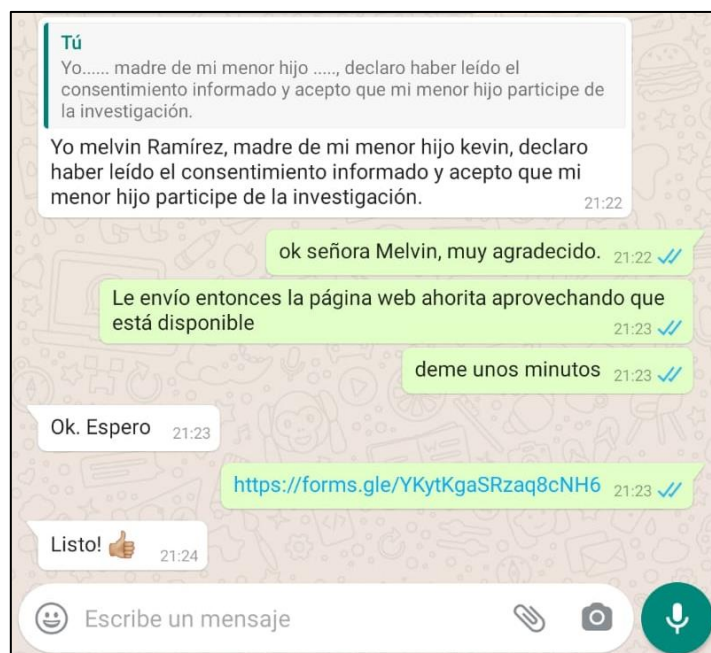 Tú
Yo...... madre de mi menor hijo ....., declaro haber leído el
consentimiento informado y acepto que mi menor hijo participe de
la investigación.
Yo melvin Ramírez, madre de mi menor hijo kevin, declaro
haber leído el consentimiento informado y acepto que mi
menor hijo participe de la investigación.
21:22
ok señora Melvin, muy agradecido. 21:22
Le envío entonces la página web ahorita aprovechando que
está disponible 21:23
deme unos minutos 21:23
Ok. Espero 21:23
https://forms.gle/YKytKgaSRzaq8cNH6 21:23
Listo! 👍🏽 21:24
Escribe un mensaje